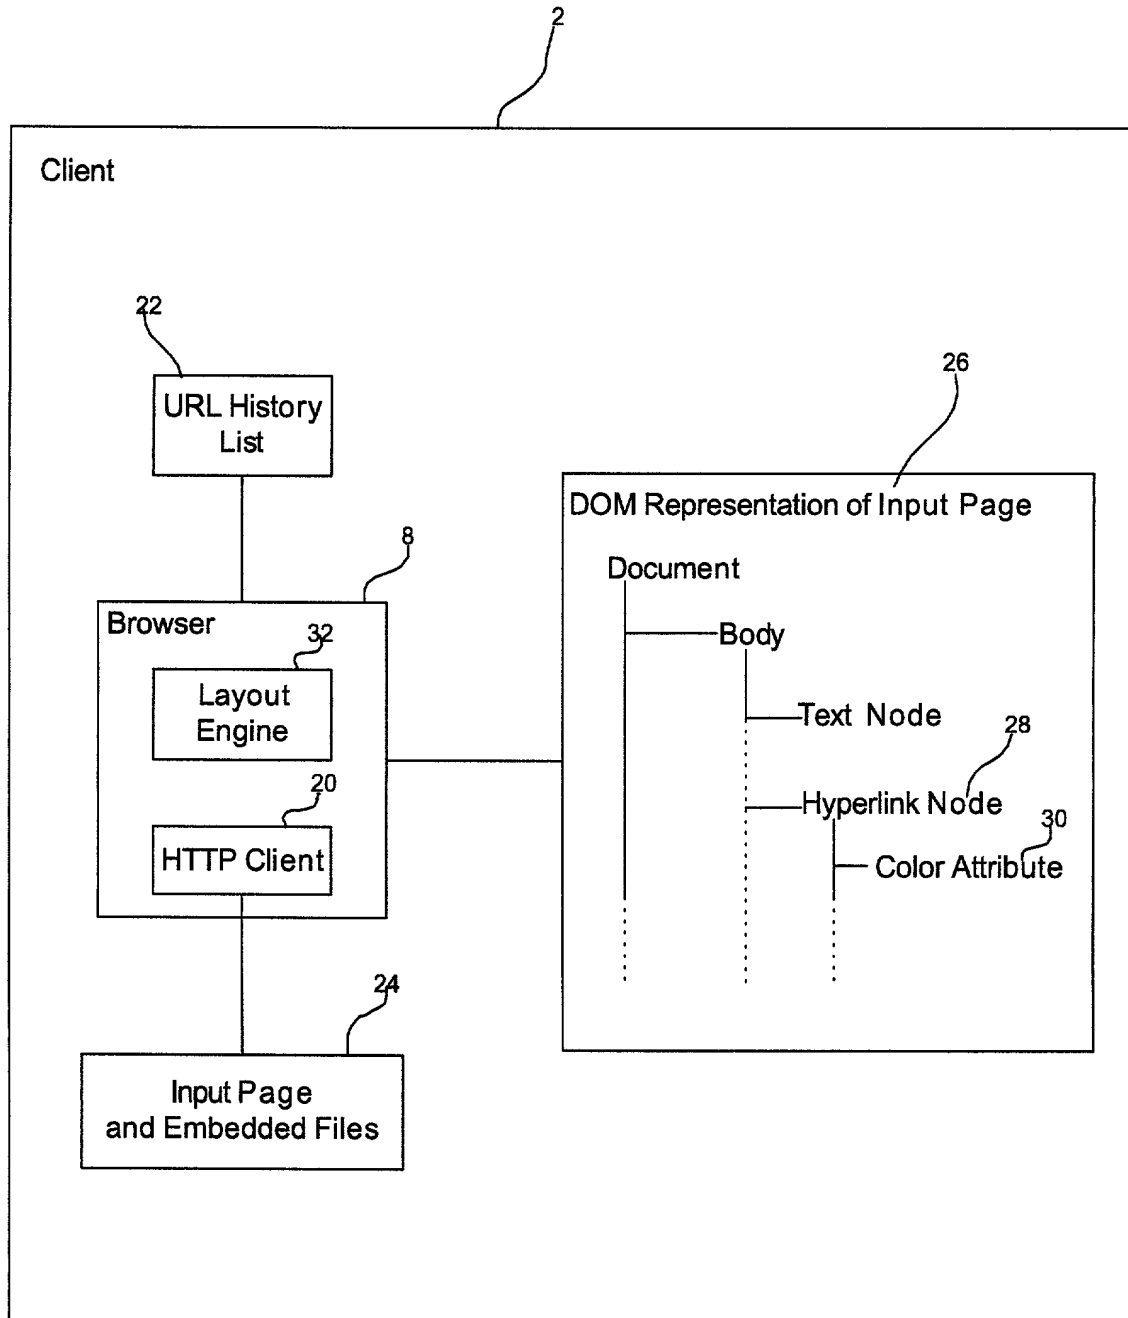 2
Client
22
URL History
List
26
DOM Representation of Input Page
Document
Body
Text Node
28
Hyperlink Node
30
Color Attribute
8
Browser
32
Layout
Engine
20
HTTP Client
24
Input Page
and Embedded Files